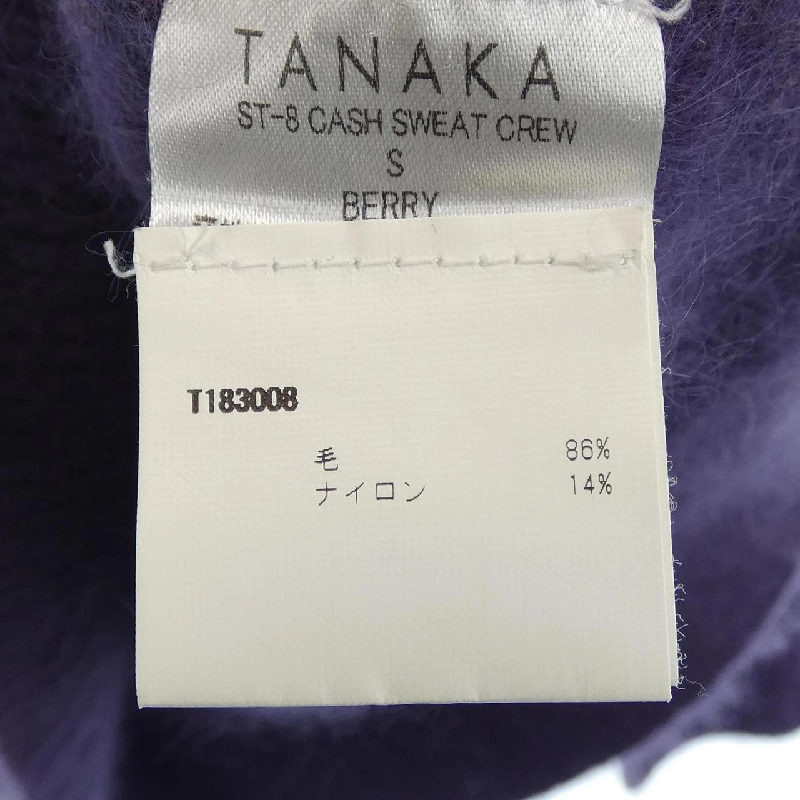 TANAKA
ST-8 CASH SWEAT CREW
S
BERRY
T183008
毛 86%
ナイロン 14%